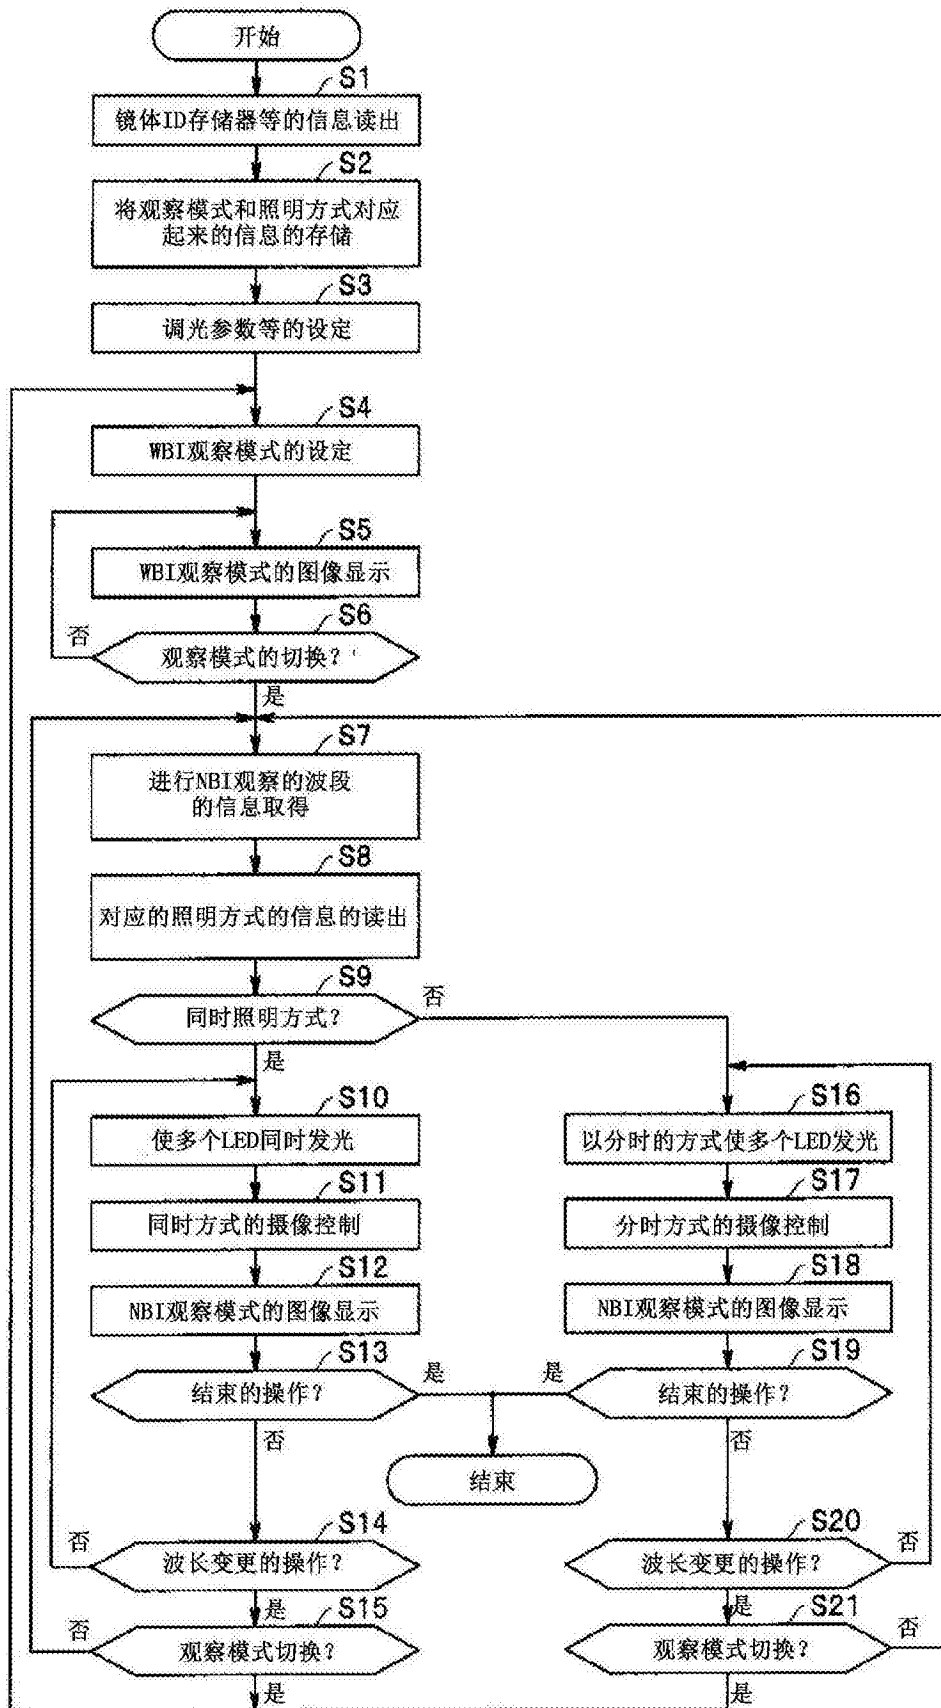 开始
S1
镜体ID存储器等的信息读出
S2
将观察模式和照明方式对应
起来的信息的存储
S3
调光参数等的设定
S4
WBI观察模式的设定
S5
WBI观察模式的图像显示
S6
否
观察模式的切换?
是
S7
进行NBI观察的波段
的信息取得
S8
对应的照明方式的信息的读出
S9
否
同时照明方式?
是
S10
使多个LED同时发光
S11
同时方式的摄像控制
S12
NBI观察模式的图像显示
S13
是
结束的操作?
否
S14
否
波长变更的操作?
是
S15
否
观察模式切换?
是
S16
以分时的方式使多个LED发光
S17
分时方式的摄像控制
S18
NBI观察模式的图像显示
S19
是
结束的操作?
否
结束
S20
波长变更的操作?
否
是
S21
观察模式切换?
否
是